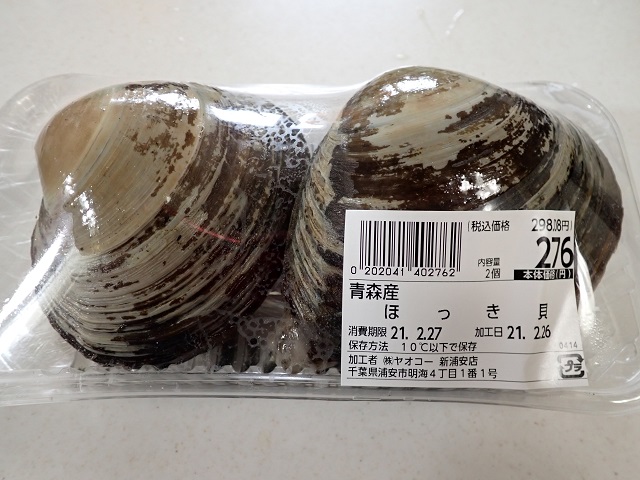 (税込価格 298.08円)
0 202041 402762
内容量 276
2個 本体価格(円)
青森産
ほっき貝
消費期限 21. 2.27 加工日 21. 2.26
保存方法 10℃以下で保存
0414
加工者 ㈱ヤオコー 新浦安店
千葉県浦安市明海4丁目1番1号
プラ